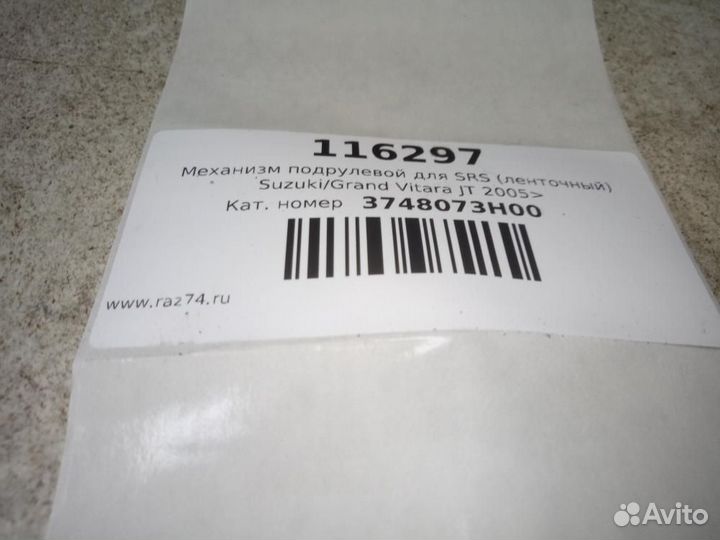 116297
Механизм подрулевой для SRS (ленточный)
Suzuki/Grand Vitara JT 2005>
Кат. номер 3748073H00
www.raz74.ru
Avito